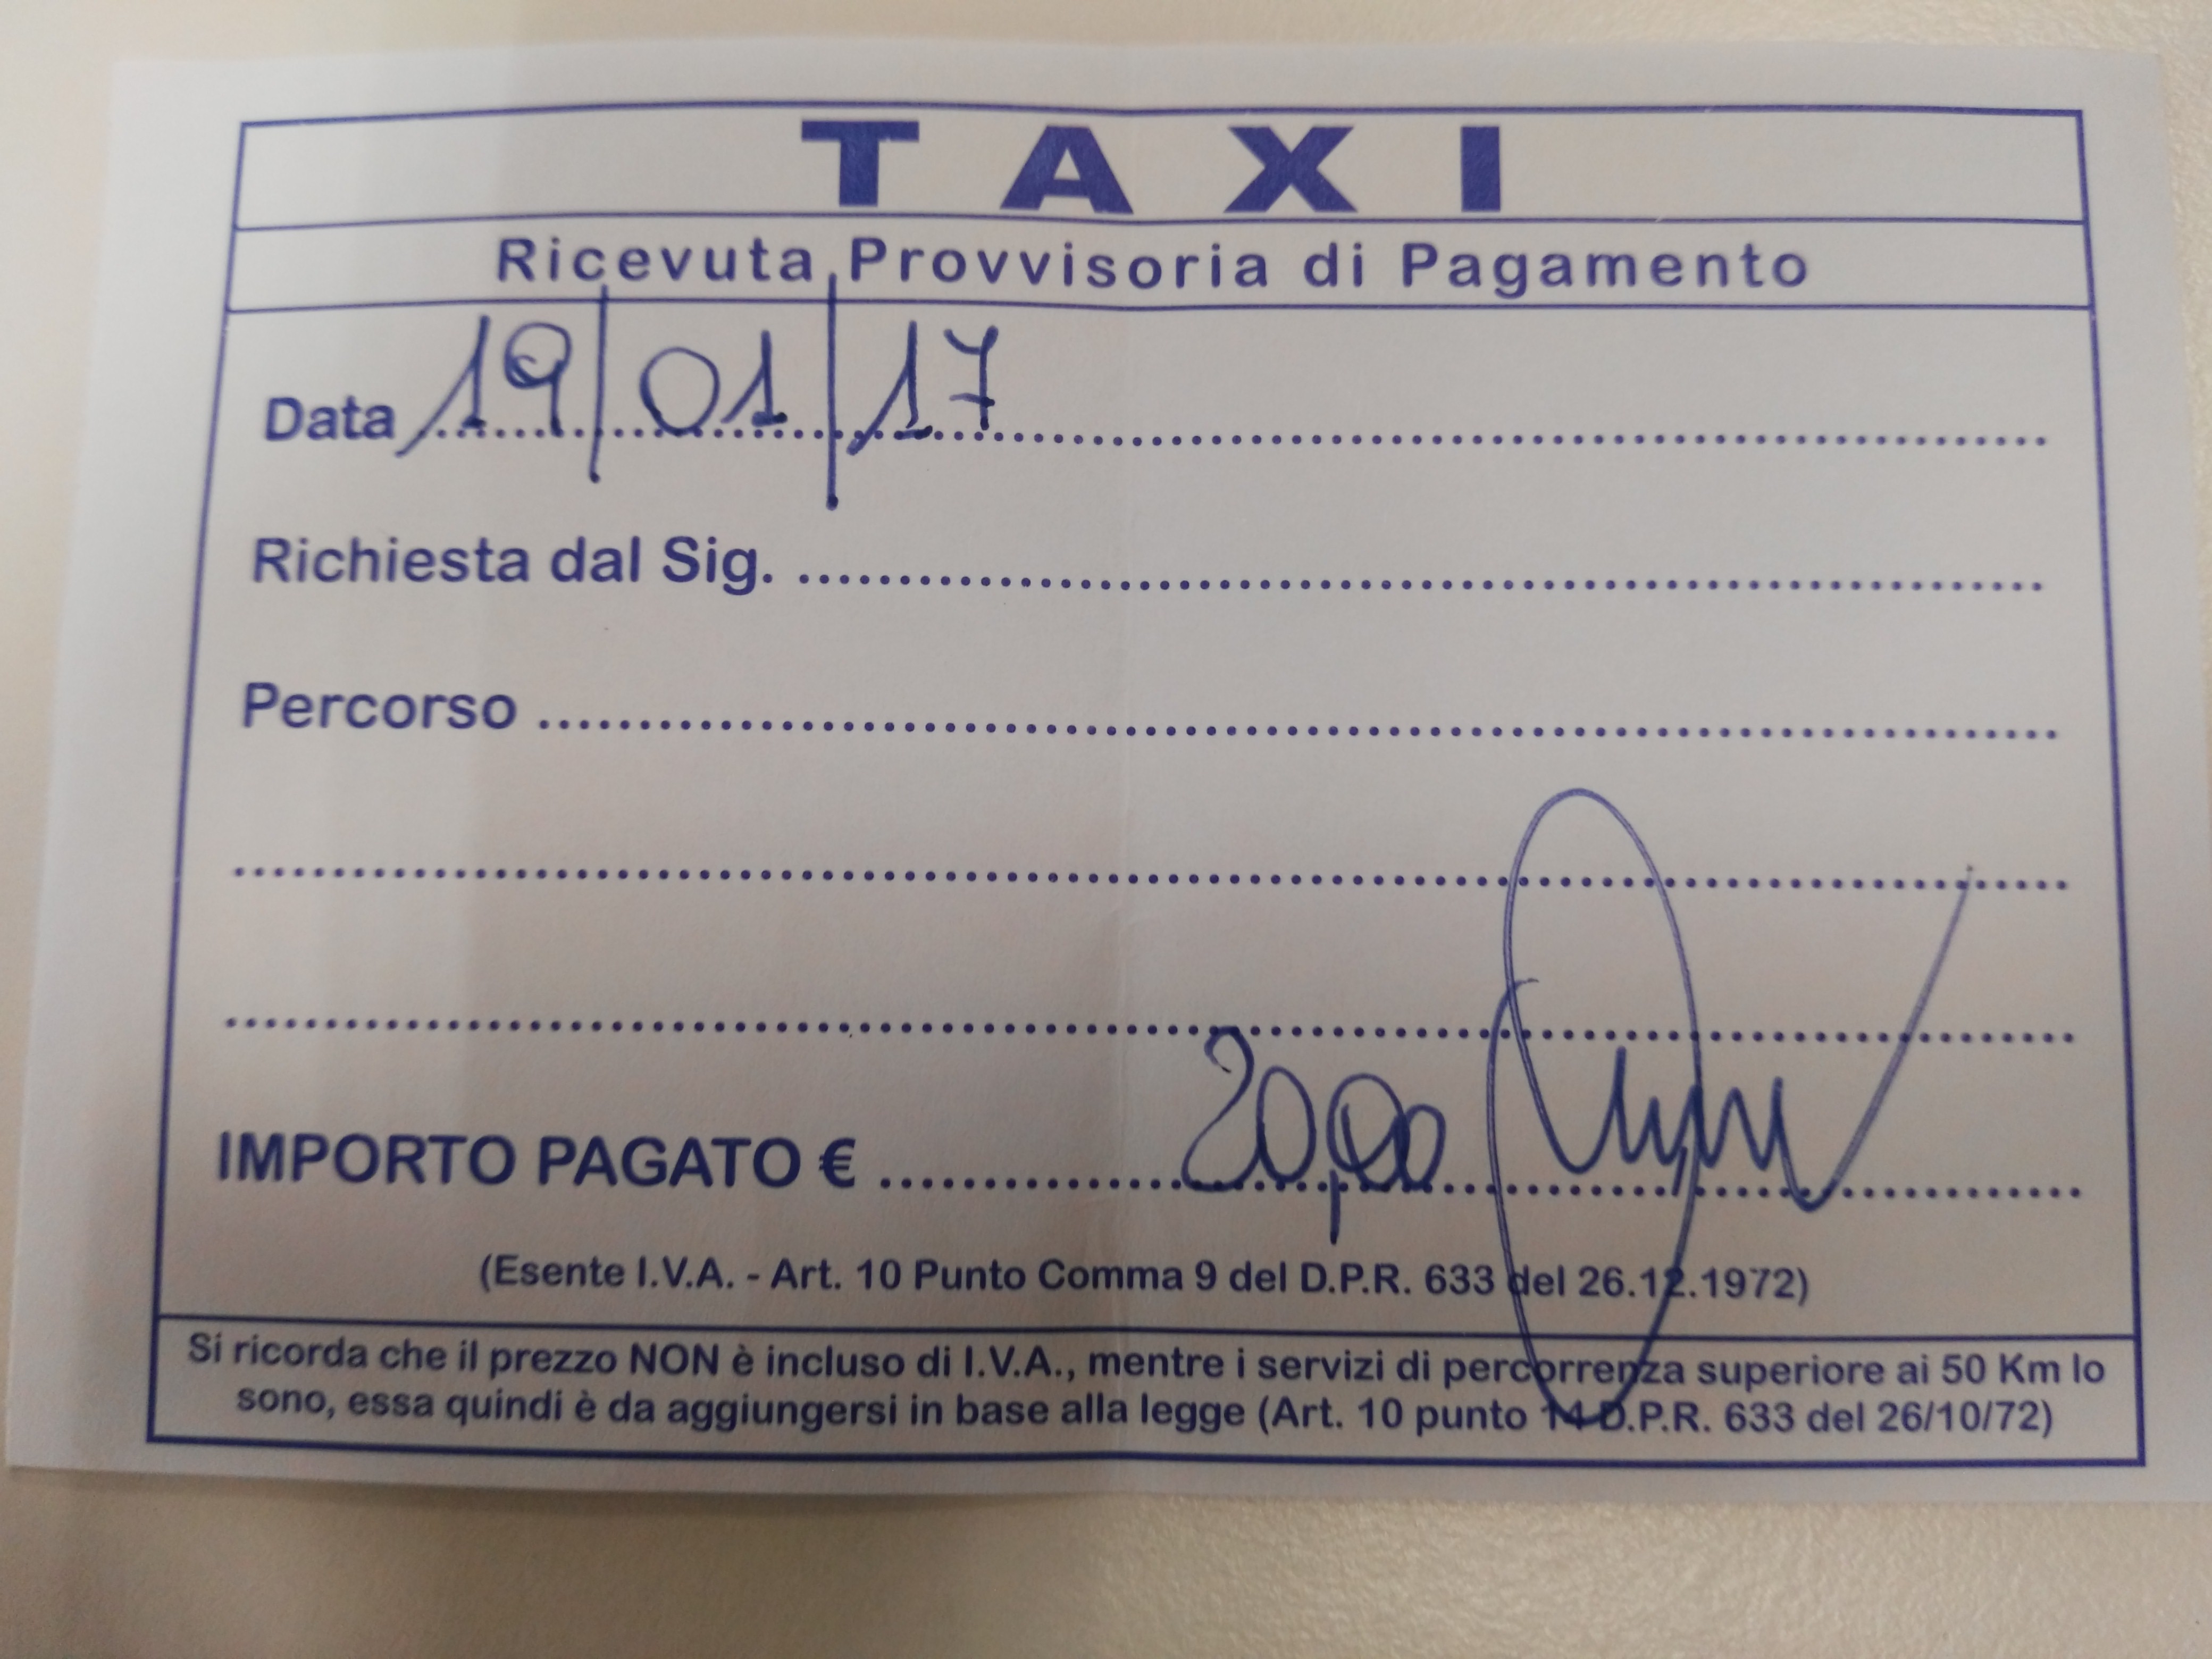 TAXI
Ricevuta Provvisoria di Pagamento
Data 19/01/17
Richiesta dal Sig. ........................................
Percorso ........................................
........................................
........................................
IMPORTO PAGATO € .............. 20,00
(Esente I.V.A. - Art. 10 Punto Comma 9 del D.P.R. 633 del 26.12.1972)
Si ricorda che il prezzo NON è incluso di I.V.A., mentre i servizi di percorrenza superiore ai 50 Km lo
sono, essa quindi è da aggiungersi in base alla legge (Art. 10 punto 14 D.P.R. 633 del 26/10/72)